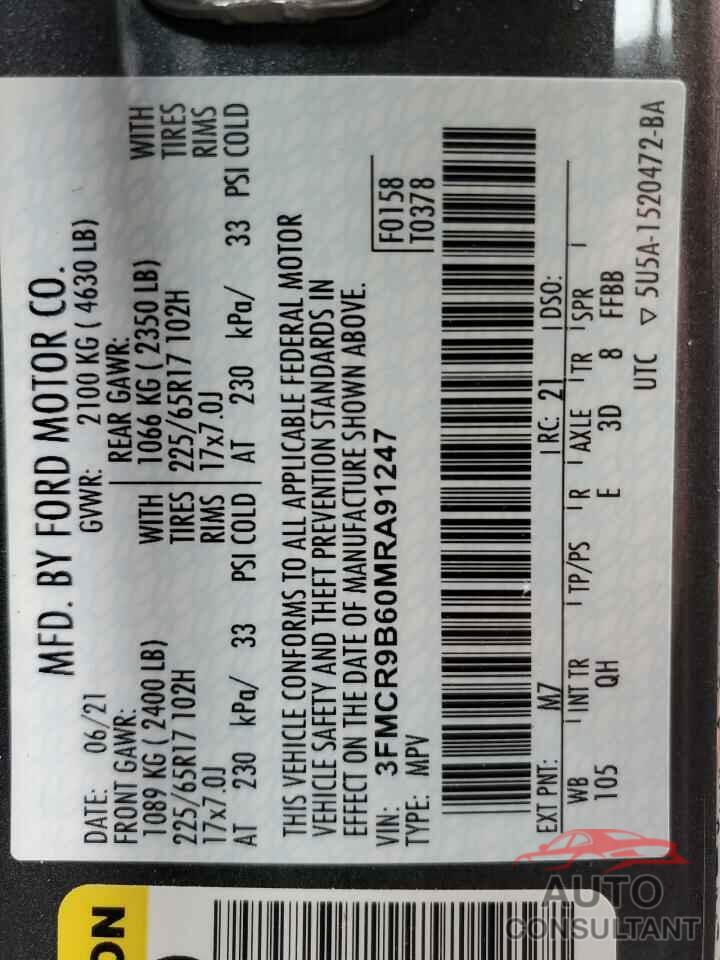 MFD. BY FORD MOTOR CO.
DATE: 06/21 GVWR: 2100 KG ( 4630 LB)
FRONT GAWR: REAR GAWR:
1089 KG ( 2400 LB) WITH 1066 KG ( 2350 LB) WITH
225/65R17 102H TIRES 225/65R17 102H TIRES
17x7.0J RIMS 17x7.0J RIMS
AT 230 kPa/ 33 PSI COLD AT 230 kPa/ 33 PSI COLD
THIS VEHICLE CONFORMS TO ALL APPLICABLE FEDERAL MOTOR
VEHICLE SAFETY AND THEFT PREVENTION STANDARDS IN
EFFECT ON THE DATE OF MANUFACTURE SHOWN ABOVE.
VIN: 3FMCR9B60MRA91247
TYPE: MPV
F0158
T0378
EXT PNT: M7 RC: 21 DSO:
WB INT TR TP/PS R AXLE TR SPR
105 QH E 3D 8 FFBB
UTC ▽ 5U5A-1520472-BA
ON
AUTO
CONSULTANT